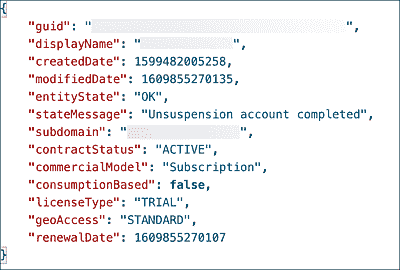 {
"guid": "
",
"displayName": "
",
"createdDate": 1599482005258,
"modifiedDate": 1609855270135,
"entityState": "OK",
"stateMessage": "Unsuspension account completed",
"subdomain": "
",
"contractStatus": "ACTIVE",
"commercialModel": "Subscription",
"consumptionBased": false,
"licenseType": "TRIAL",
"geoAccess": "STANDARD",
"renewalDate": 1609855270107
}